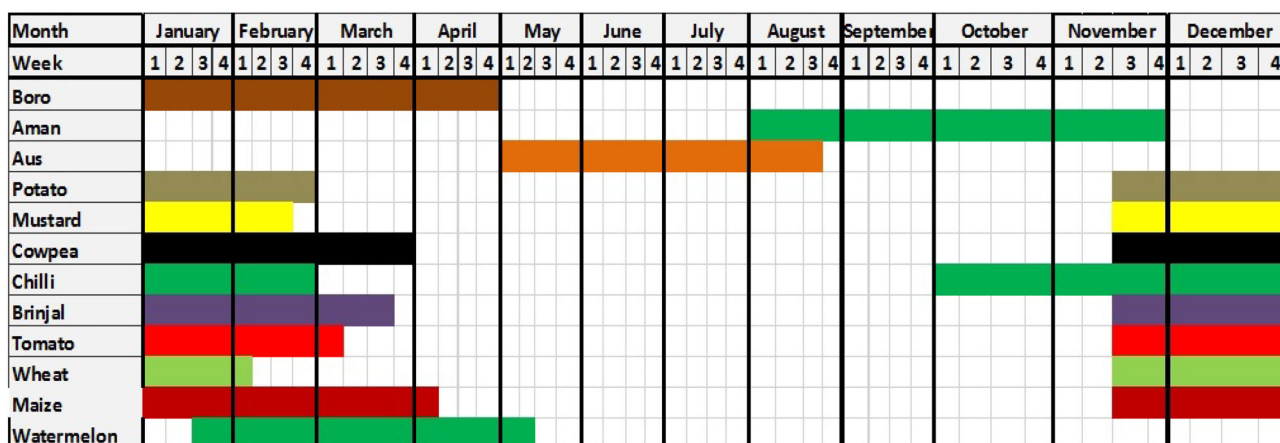 Month January February March April May June July August September October November December
Week 1 2 3 4 1 2 3 4 1 2 3 4 1 2 3 4 1 2 3 4 1 2 3 4 1 2 3 4 1 2 3 4 1 2 3 4 1 2 3 4 1 2 3 4 1 2 3 4
Boro
Aman
Aus
Potato
Mustard
Cowpea
Chilli
Brinjal
Tomato
Wheat
Maize
Watermelon